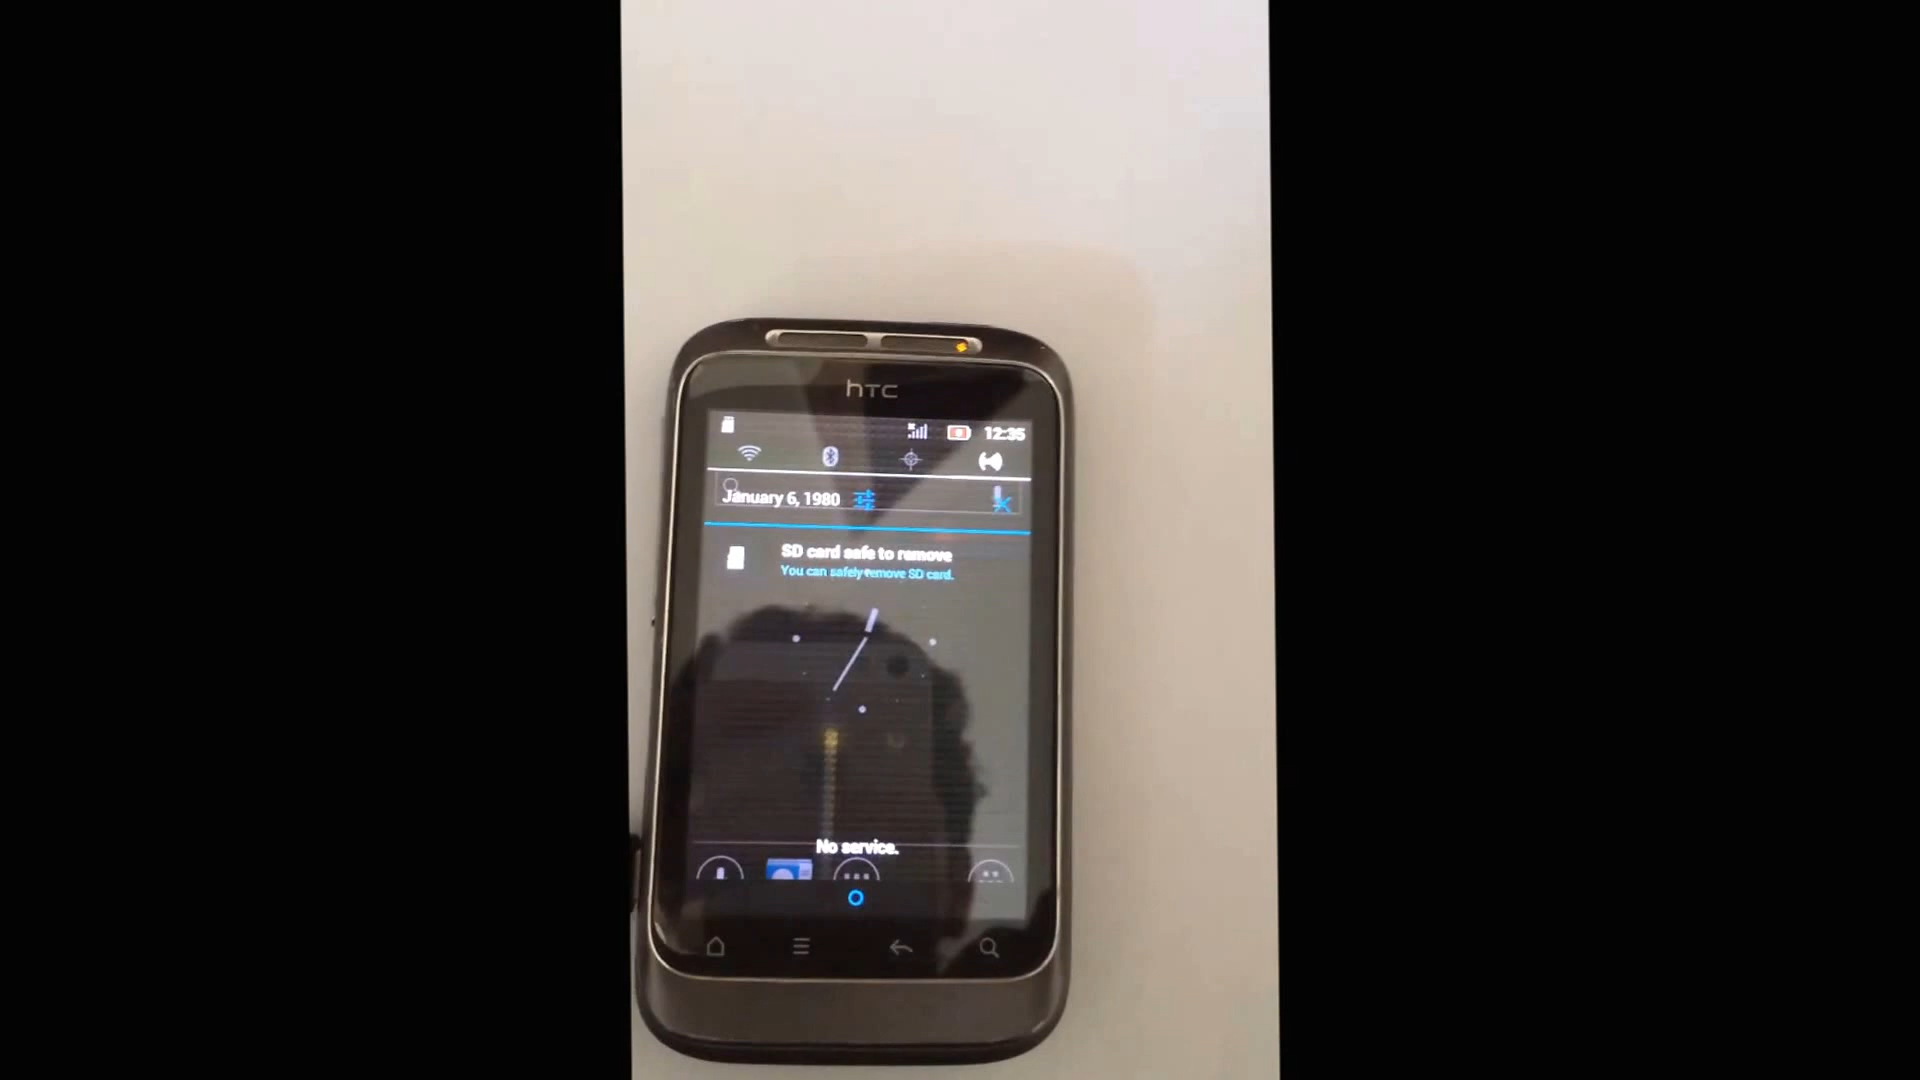 hTC
12:35
January 6, 1980
SD card safe to remove
You can safely remove SD card.
No service.